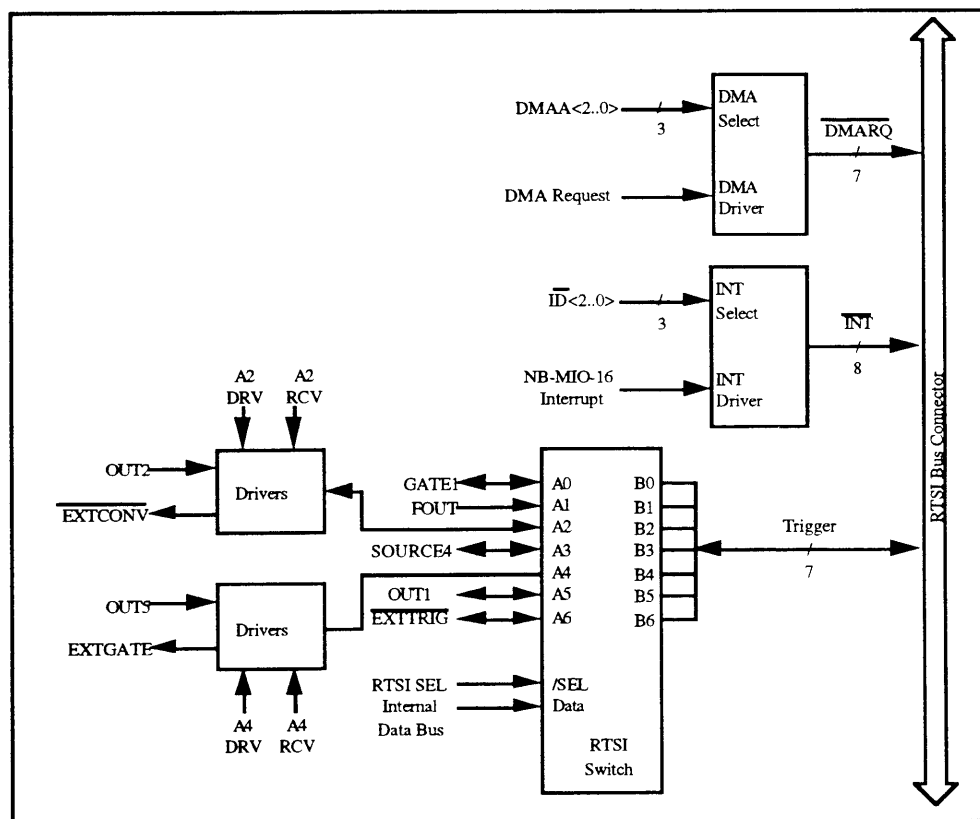 DMAA<2..0>
3
DMA
Select
DMARQ
7
DMA Request
DMA
Driver
ID<2..0>
3
INT
Select
INT
8
NB-MIO-16
Interrupt
INT
Driver
RTSI Bus Connector
A2
DRV
A2
RCV
OUT2
EXTCONV
Drivers
GATE1
FOUT
SOURCE4
OUT1
EXTTRIG
A0
A1
A2
A3
A4
A5
A6
B0
B1
B2
B3
B4
B5
B6
Trigger
7
OUT5
EXTGATE
Drivers
A4
DRV
A4
RCV
RTSI SEL
Internal
Data Bus
/SEL
Data
RTSI
Switch